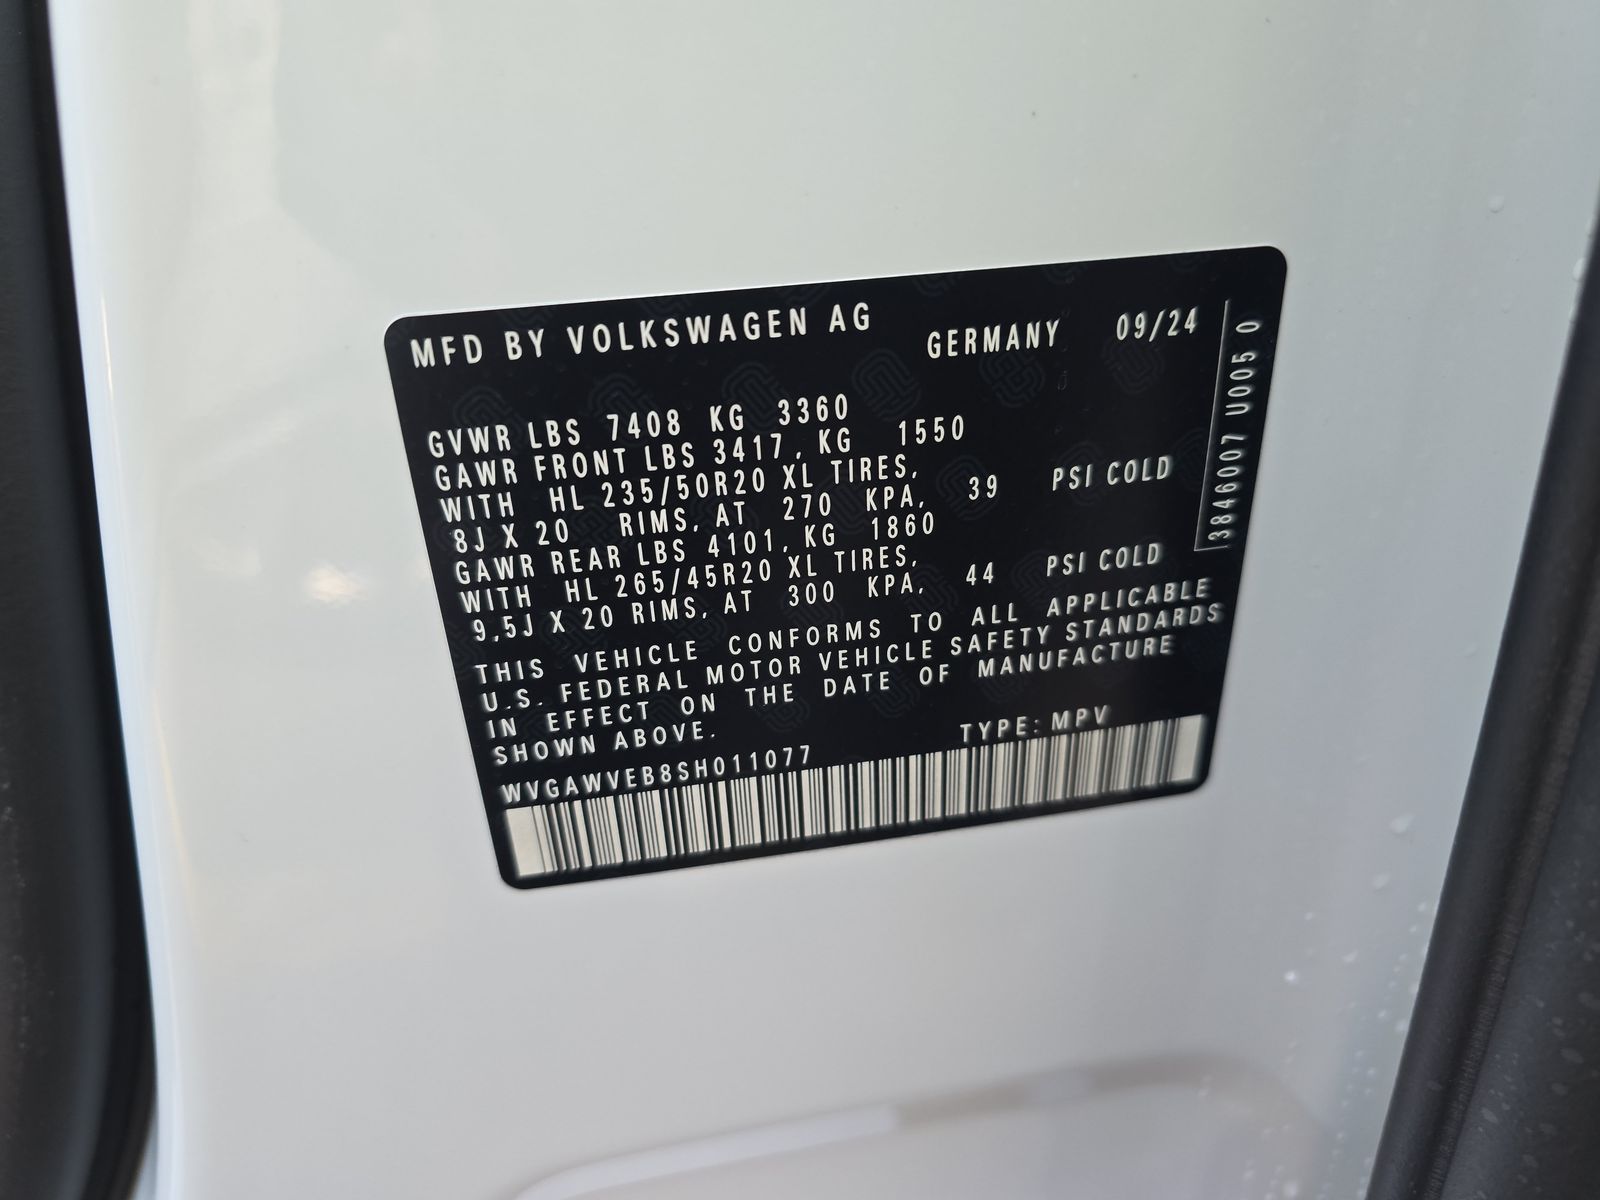 MFD BY VOLKSWAGEN AG GERMANY 09/24
GVWR LBS 7408 KG 3360
GAWR FRONT LBS 3417, KG 1550
WITH HL 235/50R20 XL TIRES,
8J X 20 RIMS, AT 270 KPA, 39 PSI COLD
GAWR REAR LBS 4101, KG 1860
WITH HL 265/45R20 XL TIRES,
9,5J X 20 RIMS, AT 300 KPA, 44 PSI COLD
THIS VEHICLE CONFORMS TO ALL APPLICABLE
U.S. FEDERAL MOTOR VEHICLE SAFETY STANDARDS
IN EFFECT ON THE DATE OF MANUFACTURE
SHOWN ABOVE.
WVGAWVEB8SH011077 TYPE: MPV
3846007 U005 0